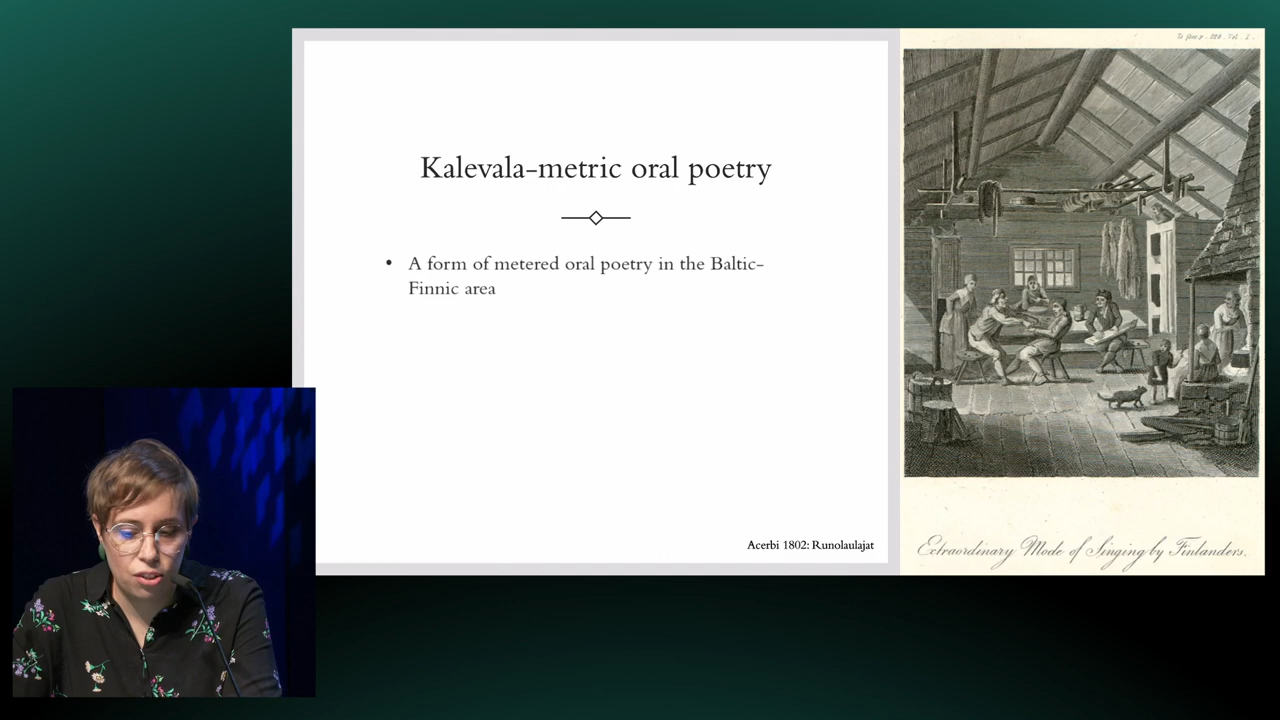 Kalevala-metric oral poetry
• A form of metered oral poetry in the Baltic-
Finnic area
Acerbi 1802: Runolaulajat
Extraordinary Mode of Singing by Finlanders.